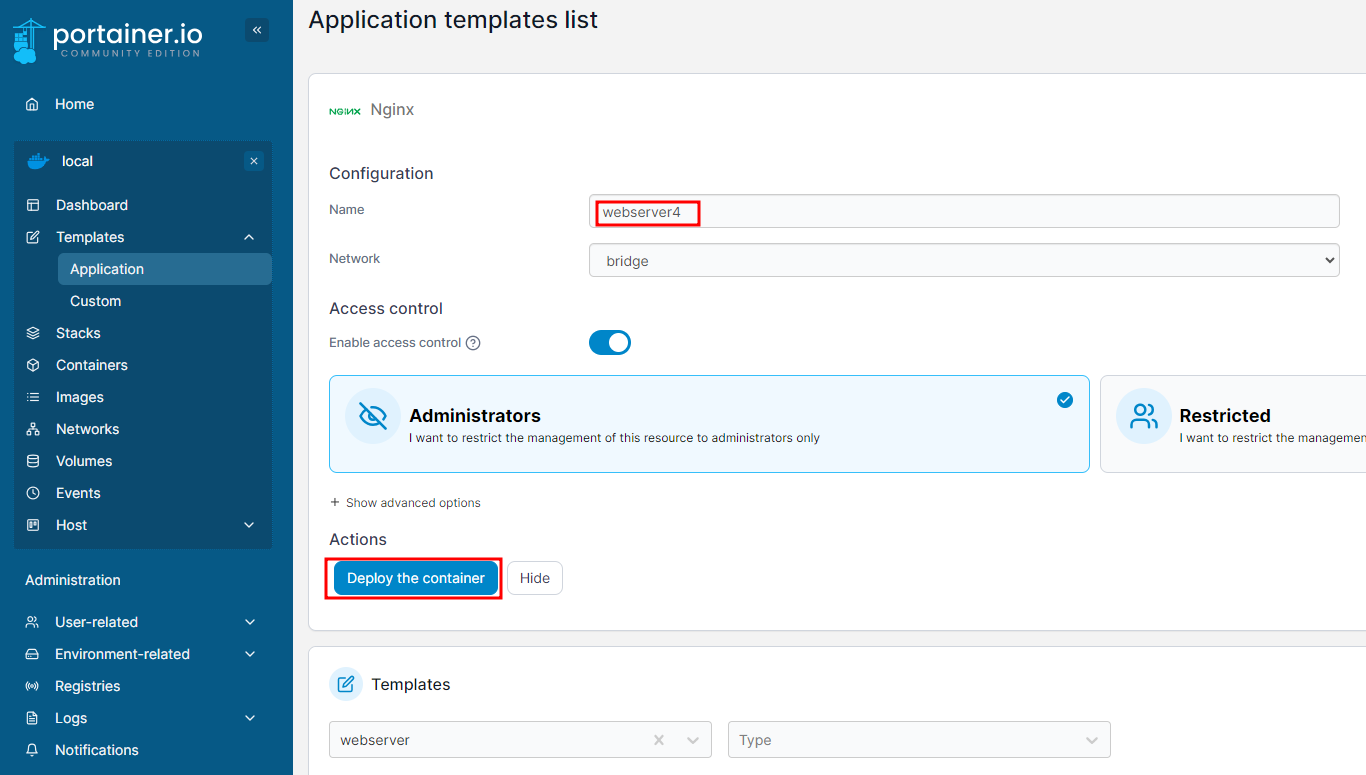 portainer.io
COMMUNITY EDITION
Home
local
Dashboard
Templates
Application
Custom
Stacks
Containers
Images
Networks
Volumes
Events
Host
Administration
User-related
Environment-related
Registries
Logs
Notifications
Application templates list
NGINX Nginx
Configuration
Name webserver4
Network bridge
Access control
Enable access control
Administrators
I want to restrict the management of this resource to administrators only
Restricted
I want to restrict the managemen
+ Show advanced options
Actions
Deploy the container Hide
Templates
webserver Type